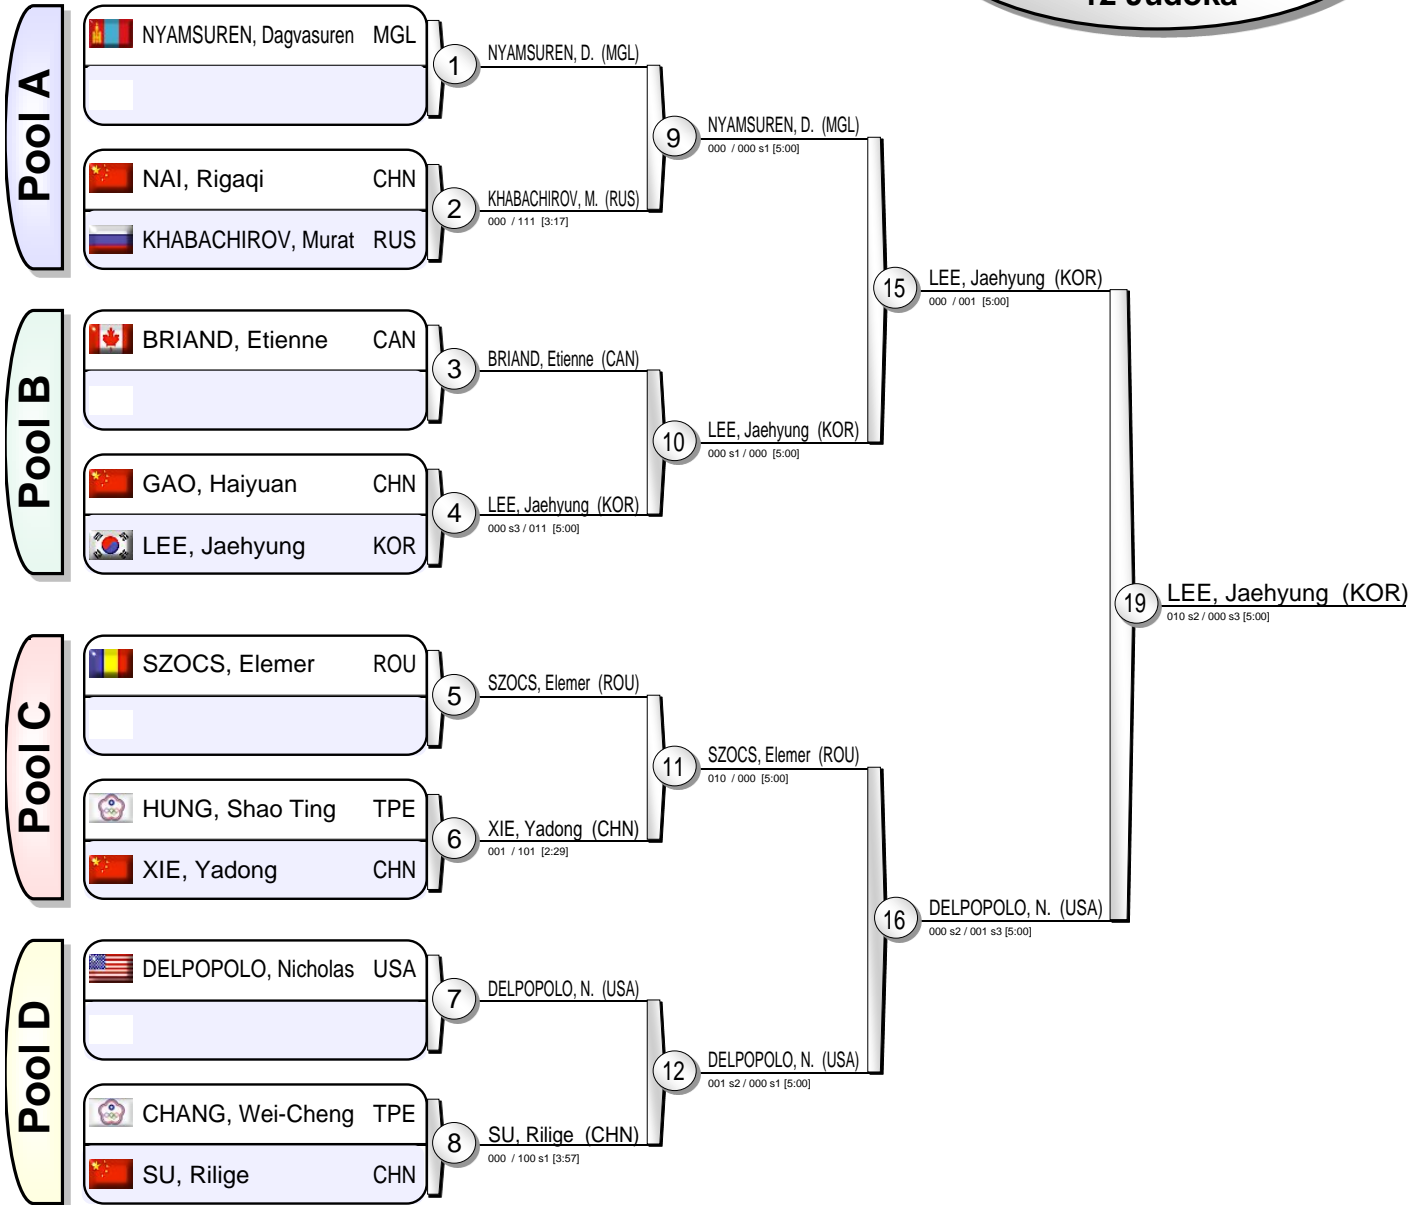 12 Judoka
Pool A
NYAMSUREN, Dagvasuren MGL
1
NYAMSUREN, D. (MGL)
NAI, Rigaqi CHN
KHABACHIROV, Murat RUS
2
KHABACHIROV, M. (RUS)
000 / 111 [3:17]
9
NYAMSUREN, D. (MGL)
000 / 000 s1 [5:00]
Pool B
BRIAND, Etienne CAN
3
BRIAND, Etienne (CAN)
GAO, Haiyuan CHN
LEE, Jaehyung KOR
4
LEE, Jaehyung (KOR)
000 s3 / 011 [5:00]
10
LEE, Jaehyung (KOR)
000 s1 / 000 [5:00]
15
LEE, Jaehyung (KOR)
000 / 001 [5:00]
Pool C
SZOCS, Elemer ROU
5
SZOCS, Elemer (ROU)
HUNG, Shao Ting TPE
XIE, Yadong CHN
6
XIE, Yadong (CHN)
001 / 101 [2:29]
11
SZOCS, Elemer (ROU)
010 / 000 [5:00]
Pool D
DELPOPOLO, Nicholas USA
7
DELPOPOLO, N. (USA)
CHANG, Wei-Cheng TPE
SU, Rilige CHN
8
SU, Rilige (CHN)
000 / 100 s1 [3:57]
12
DELPOPOLO, N. (USA)
001 s2 / 000 s1 [5:00]
16
DELPOPOLO, N. (USA)
000 s2 / 001 s3 [5:00]
19
LEE, Jaehyung (KOR)
010 s2 / 000 s3 [5:00]